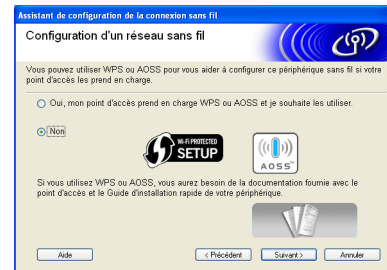 Assistant de configuration de la connexion sans fil
Configuration d'un réseau sans fil
Vous pouvez utiliser WPS ou AOSS pour vous aider à configurer ce périphérique sans fil si votre
point d'accès les prend en charge.
Oui, mon point d'accès prend en charge WPS ou AOSS et je souhaite les utiliser.
Non
WI-FI PROTECTED
SETUP
AOSS™
Si vous utilisez WPS ou AOSS, vous aurez besoin de la documentation fournie avec le
point d'accès et le Guide d'installation rapide de votre périphérique.
Aide
< Précédent
Suivant >
Annuler